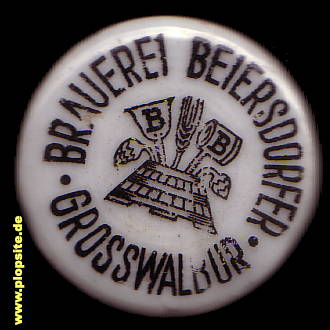 · BRAUEREI BEIERSDORFER ·
GROSSWALBUR
B
B
www.plopsite.de